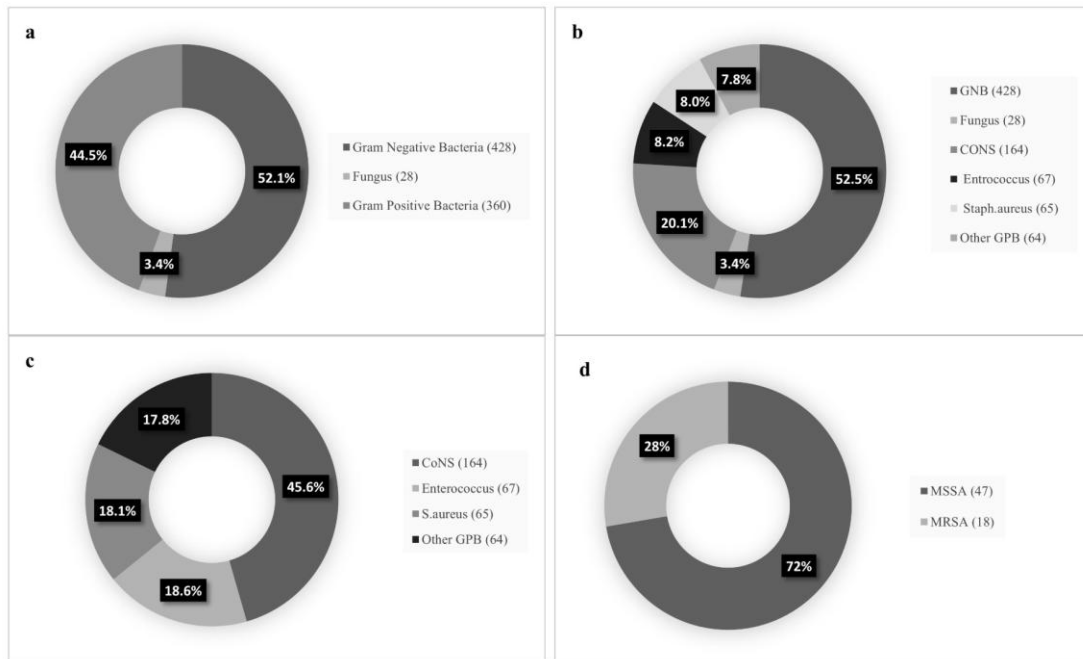 a
44.5%
52.1%
3.4%
Gram Negative Bacteria (428)
Fungus (28)
Gram Positive Bacteria (360)
b
7.8%
8.0%
8.2%
52.5%
20.1%
3.4%
GNB (428)
Fungus (28)
CONS (164)
Entrococcus (67)
Staph.aureus (65)
Other GPB (64)
c
17.8%
45.6%
18.1%
18.6%
CoNS (164)
Enterococcus (67)
S.aureus (65)
Other GPB (64)
d
28%
72%
MSSA (47)
MRSA (18)